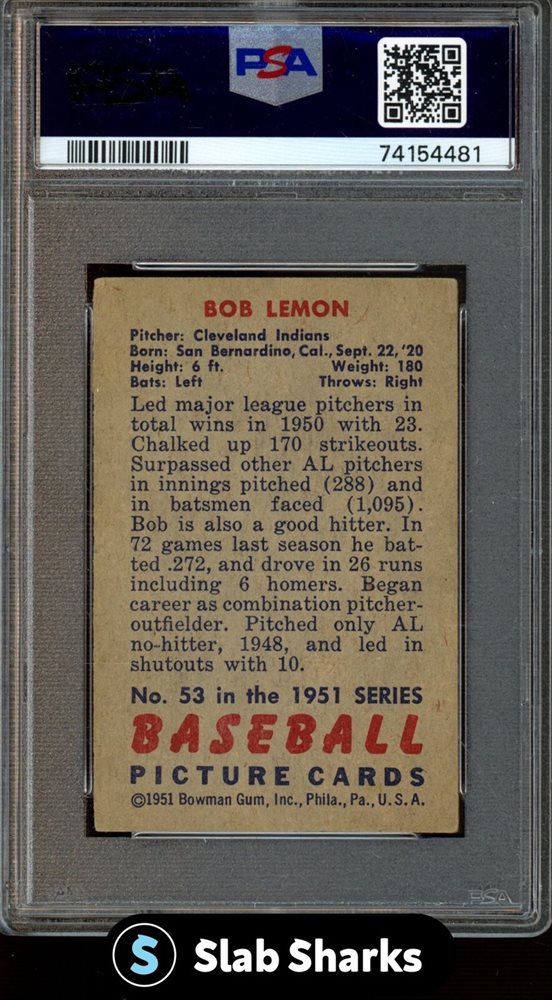 PSA
74154481
BOB LEMON
Pitcher: Cleveland Indians
Born: San Bernardino, Cal., Sept. 22, '20
Height: 6 ft. Weight: 180
Bats: Left Throws: Right
Led major league pitchers in
total wins in 1950 with 23.
Chalked up 170 strikeouts.
Surpassed other AL pitchers
in innings pitched (288) and
in batsmen faced (1,095).
Bob is also a good hitter. In
72 games last season he bat-
ted .272, and drove in 26 runs
including 6 homers. Began
career as combination pitcher-
outfielder. Pitched only AL
no-hitter, 1948, and led in
shutouts with 10.
No. 53 in the 1951 SERIES
BASEBALL
PICTURE CARDS
©1951 Bowman Gum, Inc., Phila., Pa., U. S. A.
PSA
S Slab Sharks